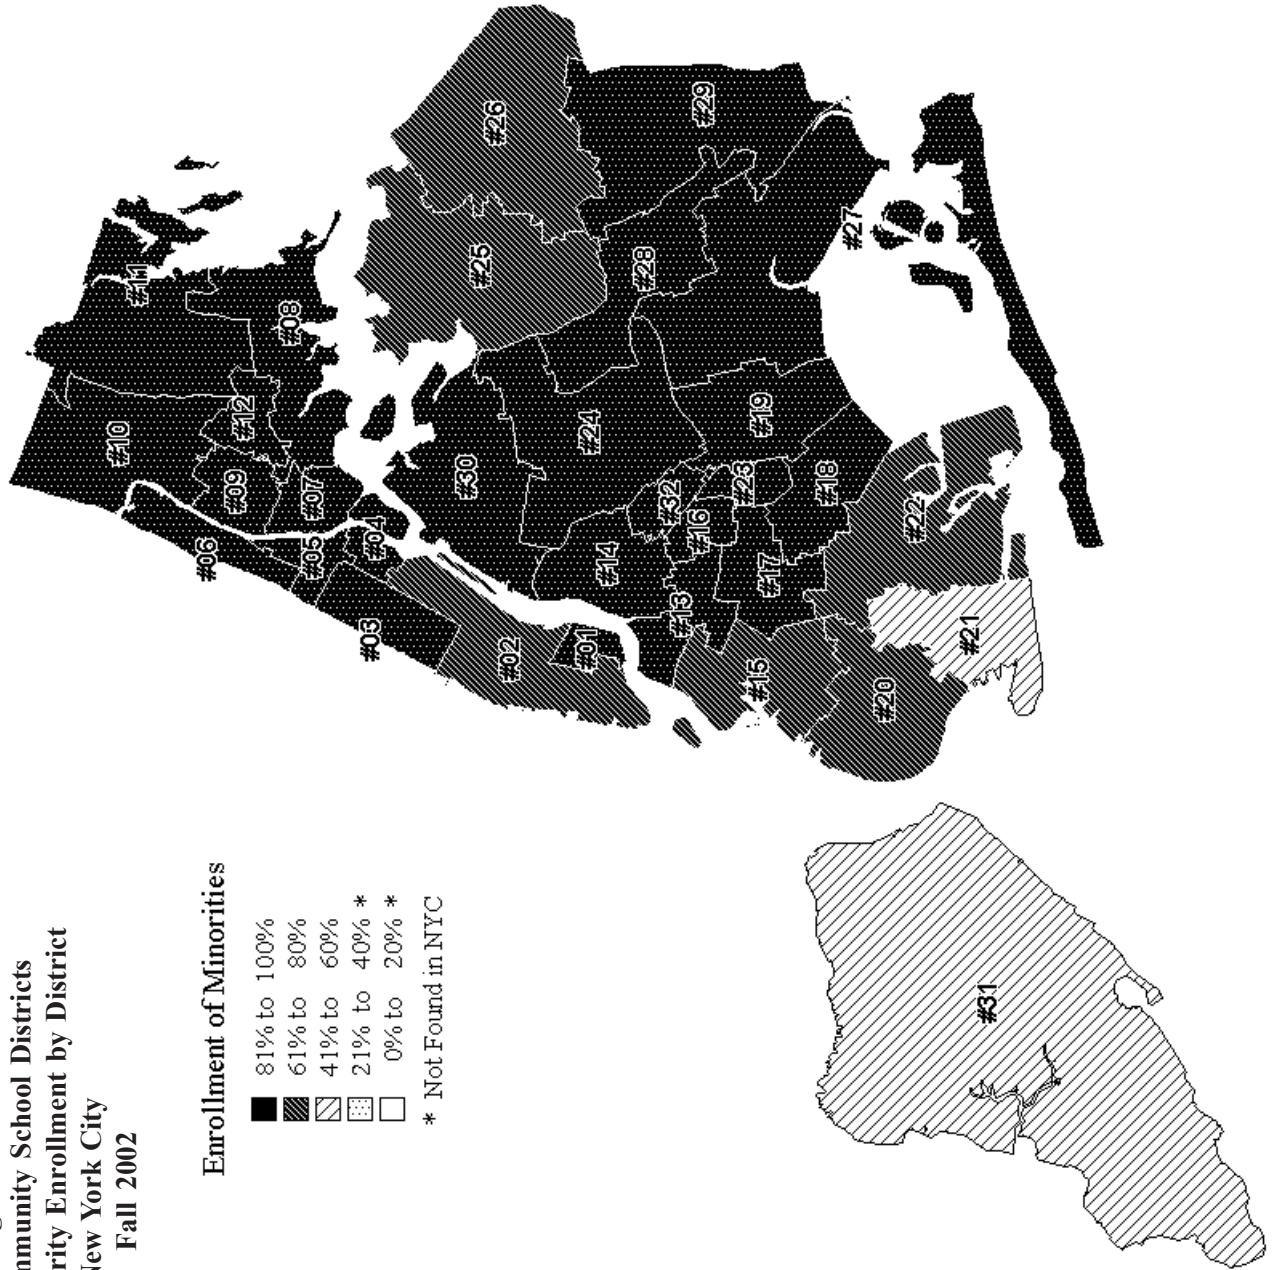 mmunity School Districts
rity Enrollment by District
New York City
Fall 2002
Enrollment of Minorities
81% to 100%
61% to 80%
41% to 60%
21% to 40% *
0% to 20% *
* Not Found in NYC
#11
#10
#12
#08
#09
#07
#06
#05
#04
#03
#02
#01
#26
#25
#29
#28
#27
#30
#24
#19
#14
#32
#16
#23
#18
#13
#17
#22
#15
#20
#21
#31